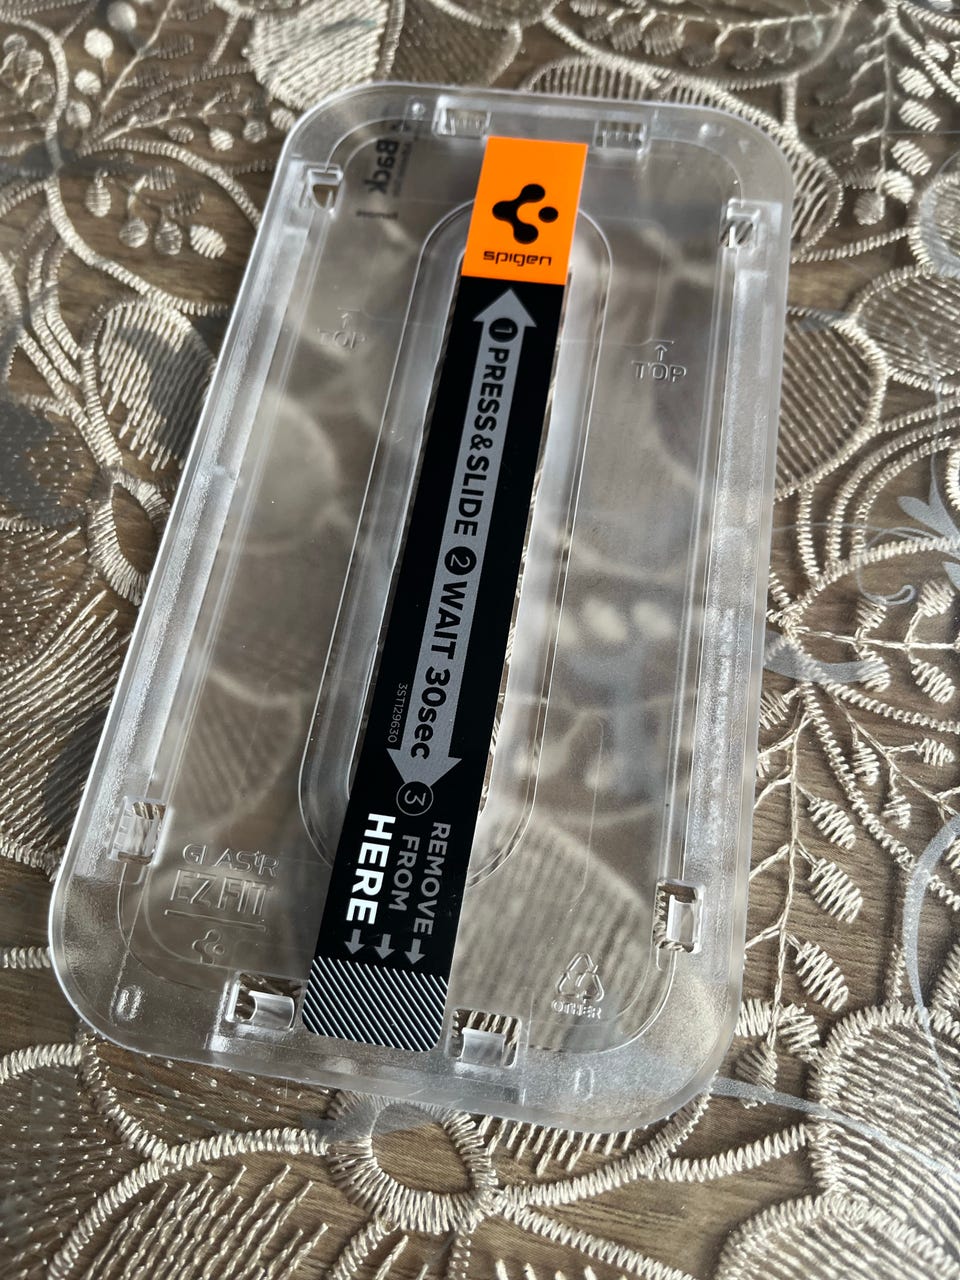 Back
spigen
TOP
TOP
1 PRESS & SLIDE 2 WAIT 30sec
3ST129630
3 REMOVE
FROM
HERE
GLAS.tR
EZ FIT
OTHER